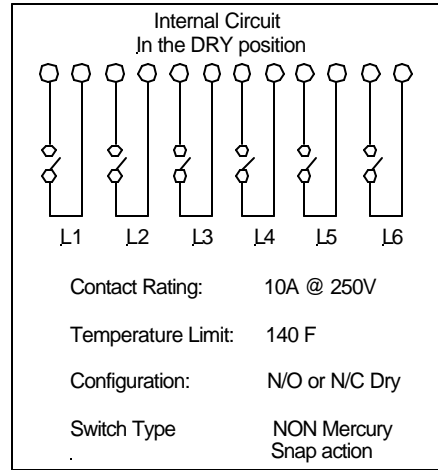 Internal Circuit
In the DRY position
L1 L2 L3 L4 L5 L6
Contact Rating: 10A @ 250V
Temperature Limit: 140 F
Configuration: N/O or N/C Dry
Switch Type NON Mercury
. Snap action